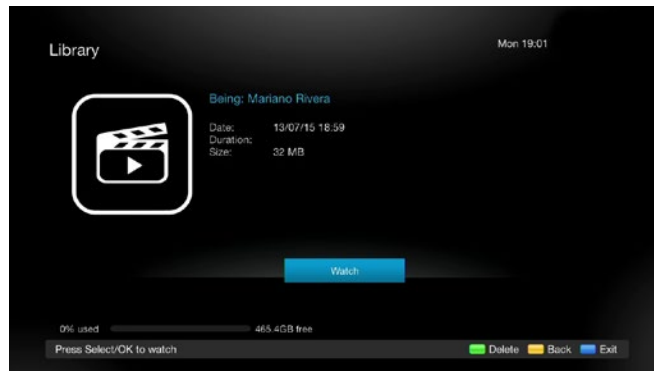 Library
Mon 19:01
Being: Mariano Rivera
Date: 13/07/15 18:59
Duration:
Size: 32 MB
Watch
0% used 465.4GB free
Press Select/OK to watch Delete Back Exit